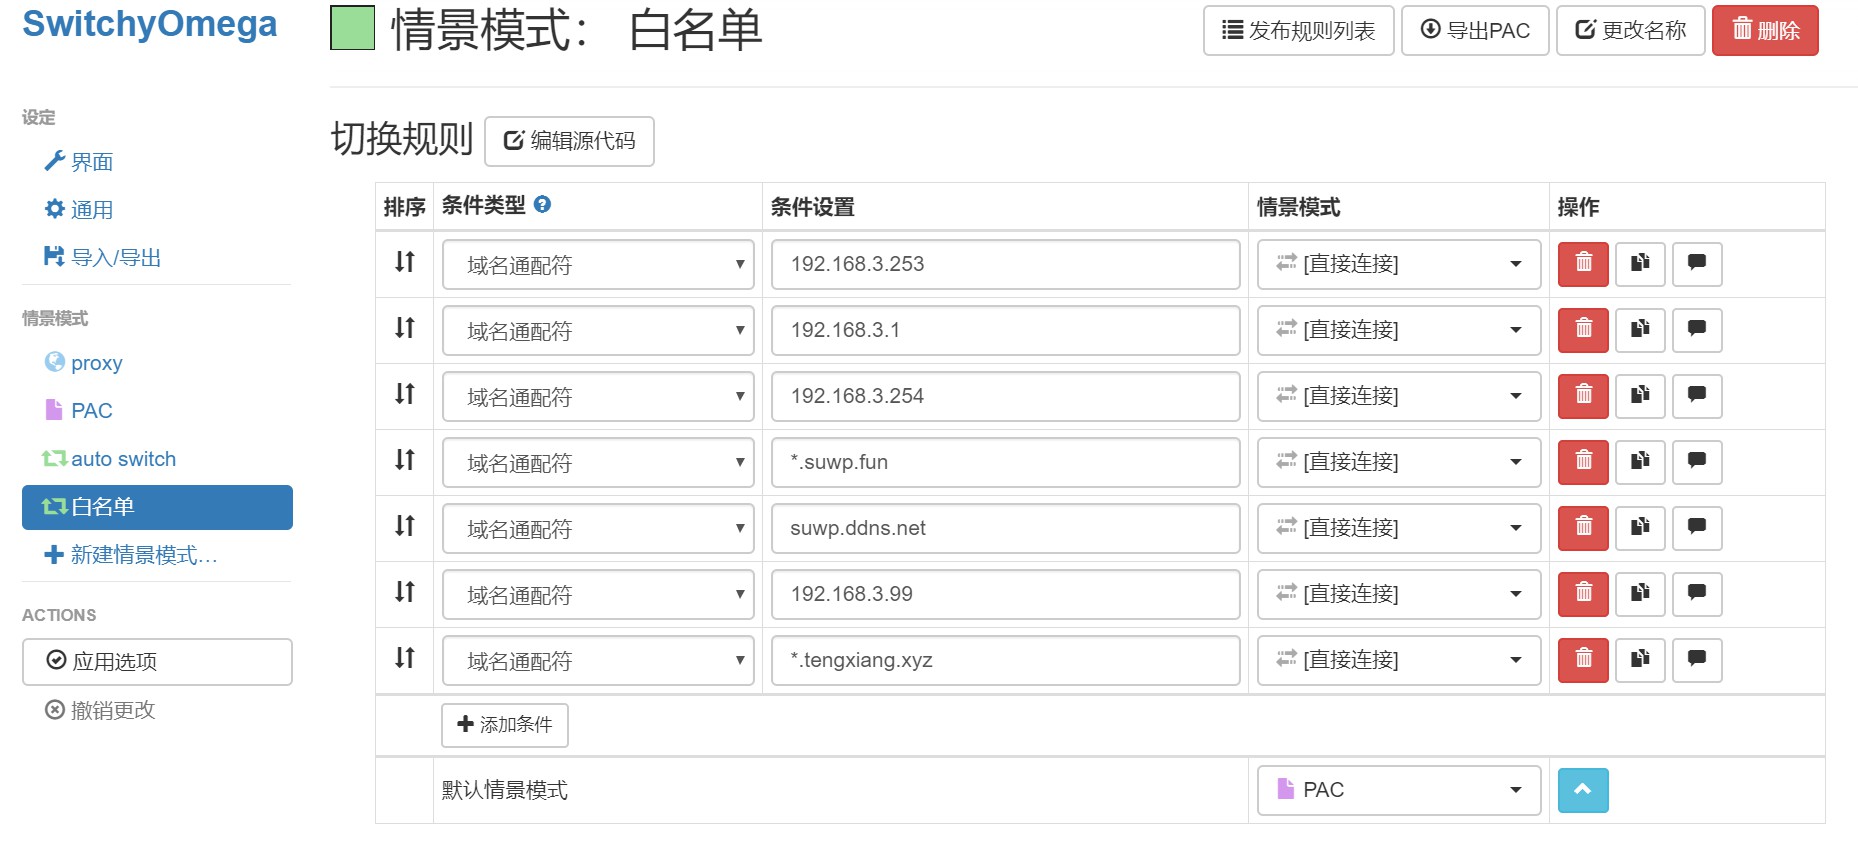 SwitchyOmega
情景模式： 白名单
发布规则列表 导出PAC 更改名称 删除
设定
界面
通用
导入/导出
情景模式
proxy
PAC
auto switch
白名单
新建情景模式…
ACTIONS
应用选项
撤销更改
切换规则 编辑源代码
排序 条件类型 条件设置 情景模式 操作
域名通配符 192.168.3.253 [直接连接]
域名通配符 192.168.3.1 [直接连接]
域名通配符 192.168.3.254 [直接连接]
域名通配符 *.suwp.fun [直接连接]
域名通配符 suwp.ddns.net [直接连接]
域名通配符 192.168.3.99 [直接连接]
域名通配符 *.tengxiang.xyz [直接连接]
添加条件
默认情景模式 PAC